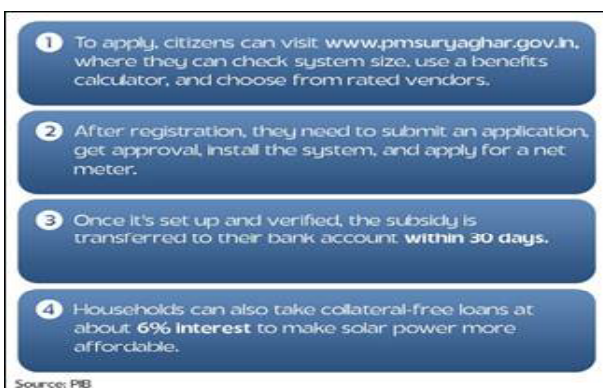 1 To apply, citizens can visit www.pmsuryaghar.gov.in,
where they can check system size, use a benefits
calculator, and choose from rated vendors.
2 After registration, they need to submit an application,
get approval, install the system, and apply for a net
meter.
3 Once it's set up and verified, the subsidy is
transferred to their bank account within 30 days.
4 Households can also take collateral-free loans at
about 6% interest to make solar power more
affordable.
Source: PIB